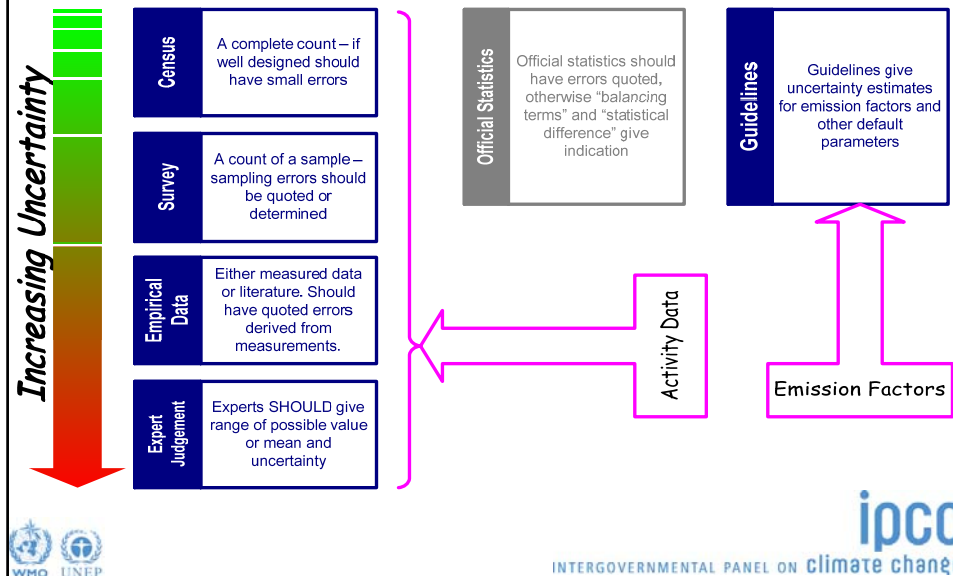 Increasing Uncertainty
Census
A complete count – if
well designed should
have small errors
Survey
A count of a sample –
sampling errors should
be quoted or
determined
Empirical
Data
Either measured data
or literature. Should
have quoted errors
derived from
measurements.
Expert
Judgement
Experts SHOULD give
range of possible value
or mean and
uncertainty
Official Statistics
Official statistics should
have errors quoted,
otherwise “balancing
terms” and “statistical
difference” give
indication
Guidelines
Guidelines give
uncertainty estimates
for emission factors and
other default
parameters
Activity Data
Emission Factors
WMO UNEP
ipcc
INTERGOVERNMENTAL PANEL ON climate chang